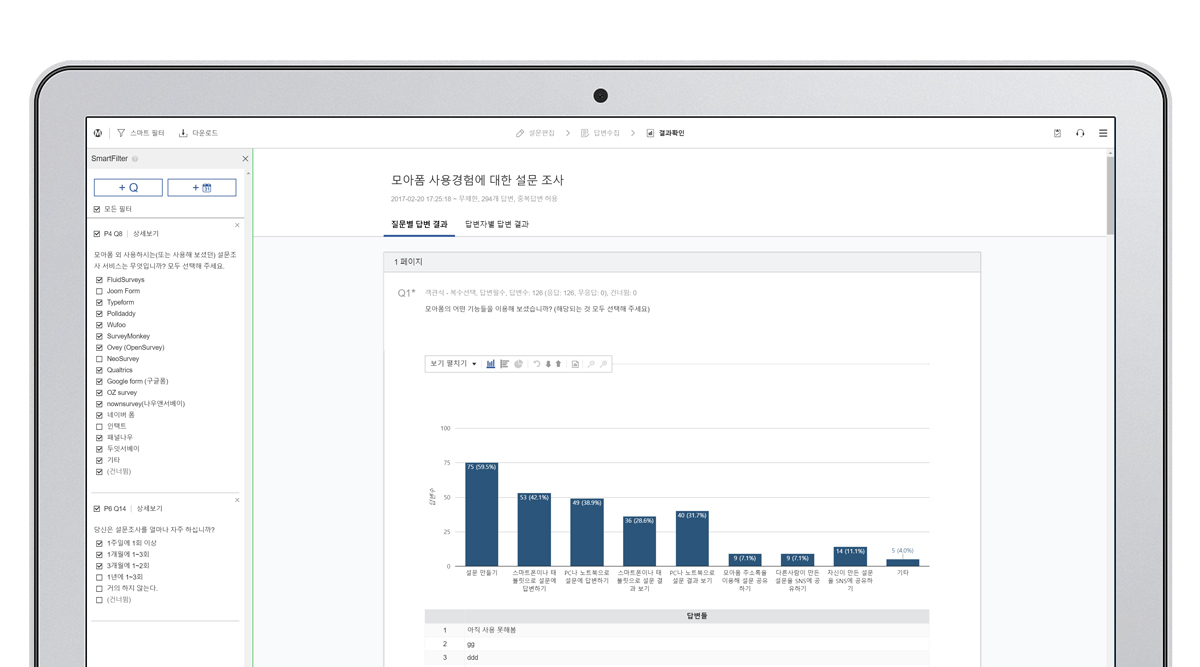 스마트 필터
다운로드
설문편집
답변수집
결과확인
SmartFilter
+ Q
+ 31
모든 필터
P4 Q8 | 상세보기
모아폼 외 사용하시는(또는 사용해 보셨던) 설문조
사 서비스는 무엇입니까? 모두 선택해 주세요.
FluidSurveys
Joom Form
Typeform
Polldaddy
Wufoo
SurveyMonkey
Ovey (OpenSurvey)
NeoSurvey
Qualtrics
Google form (구글폼)
OZ survey
nownsurvey(나우앤서베이)
네이버 폼
인택트
패널나우
두잇서베이
기타
(건너뜀)
P6 Q14 | 상세보기
당신은 설문조사를 얼마나 자주 하십니까?
1주일에 1회 이상
1개월에 1~3회
3개월에 1~2회
1년에 1~3회
거의 하지 않는다.
(건너뜀)
모아폼 사용경험에 대한 설문 조사
2017-02-20 17:25:18 ~ 무제한, 294개 답변, 중복답변 허용
질문별 답변 결과
답변자별 답변 결과
1 페이지
Q1* 객관식 - 복수선택, 답변필수, 답변수: 126 (응답: 126, 무응답: 0), 건너뜀: 0
모아폼의 어떤 기능들을 이용해 보셨습니까? (해당되는 것 모두 선택해 주세요)
보기 펼치기
답변수
100
75
50
25
0
75 (59.5%)
53 (42.1%)
49 (38.9%)
36 (28.6%)
40 (31.7%)
9 (7.1%)
9 (7.1%)
14 (11.1%)
5 (4.0%)
설문 만들기
스마트폰이나 태
블릿으로 설문에
답변하기
PC나 노트북으로
설문에 답변하기
스마트폰이나 태
블릿으로 설문 결
과 보기
PC나 노트북으로
설문 결과 보기
모아폼 주소록을
이용해 설문 공유
하기
다른사람이 만든
설문을 SNS에 공
유하기
자신이 만든 설문
을 SNS에 공유하
기
기타
답변들
1 아직 사용 못해봄
2 gg
3 ddd